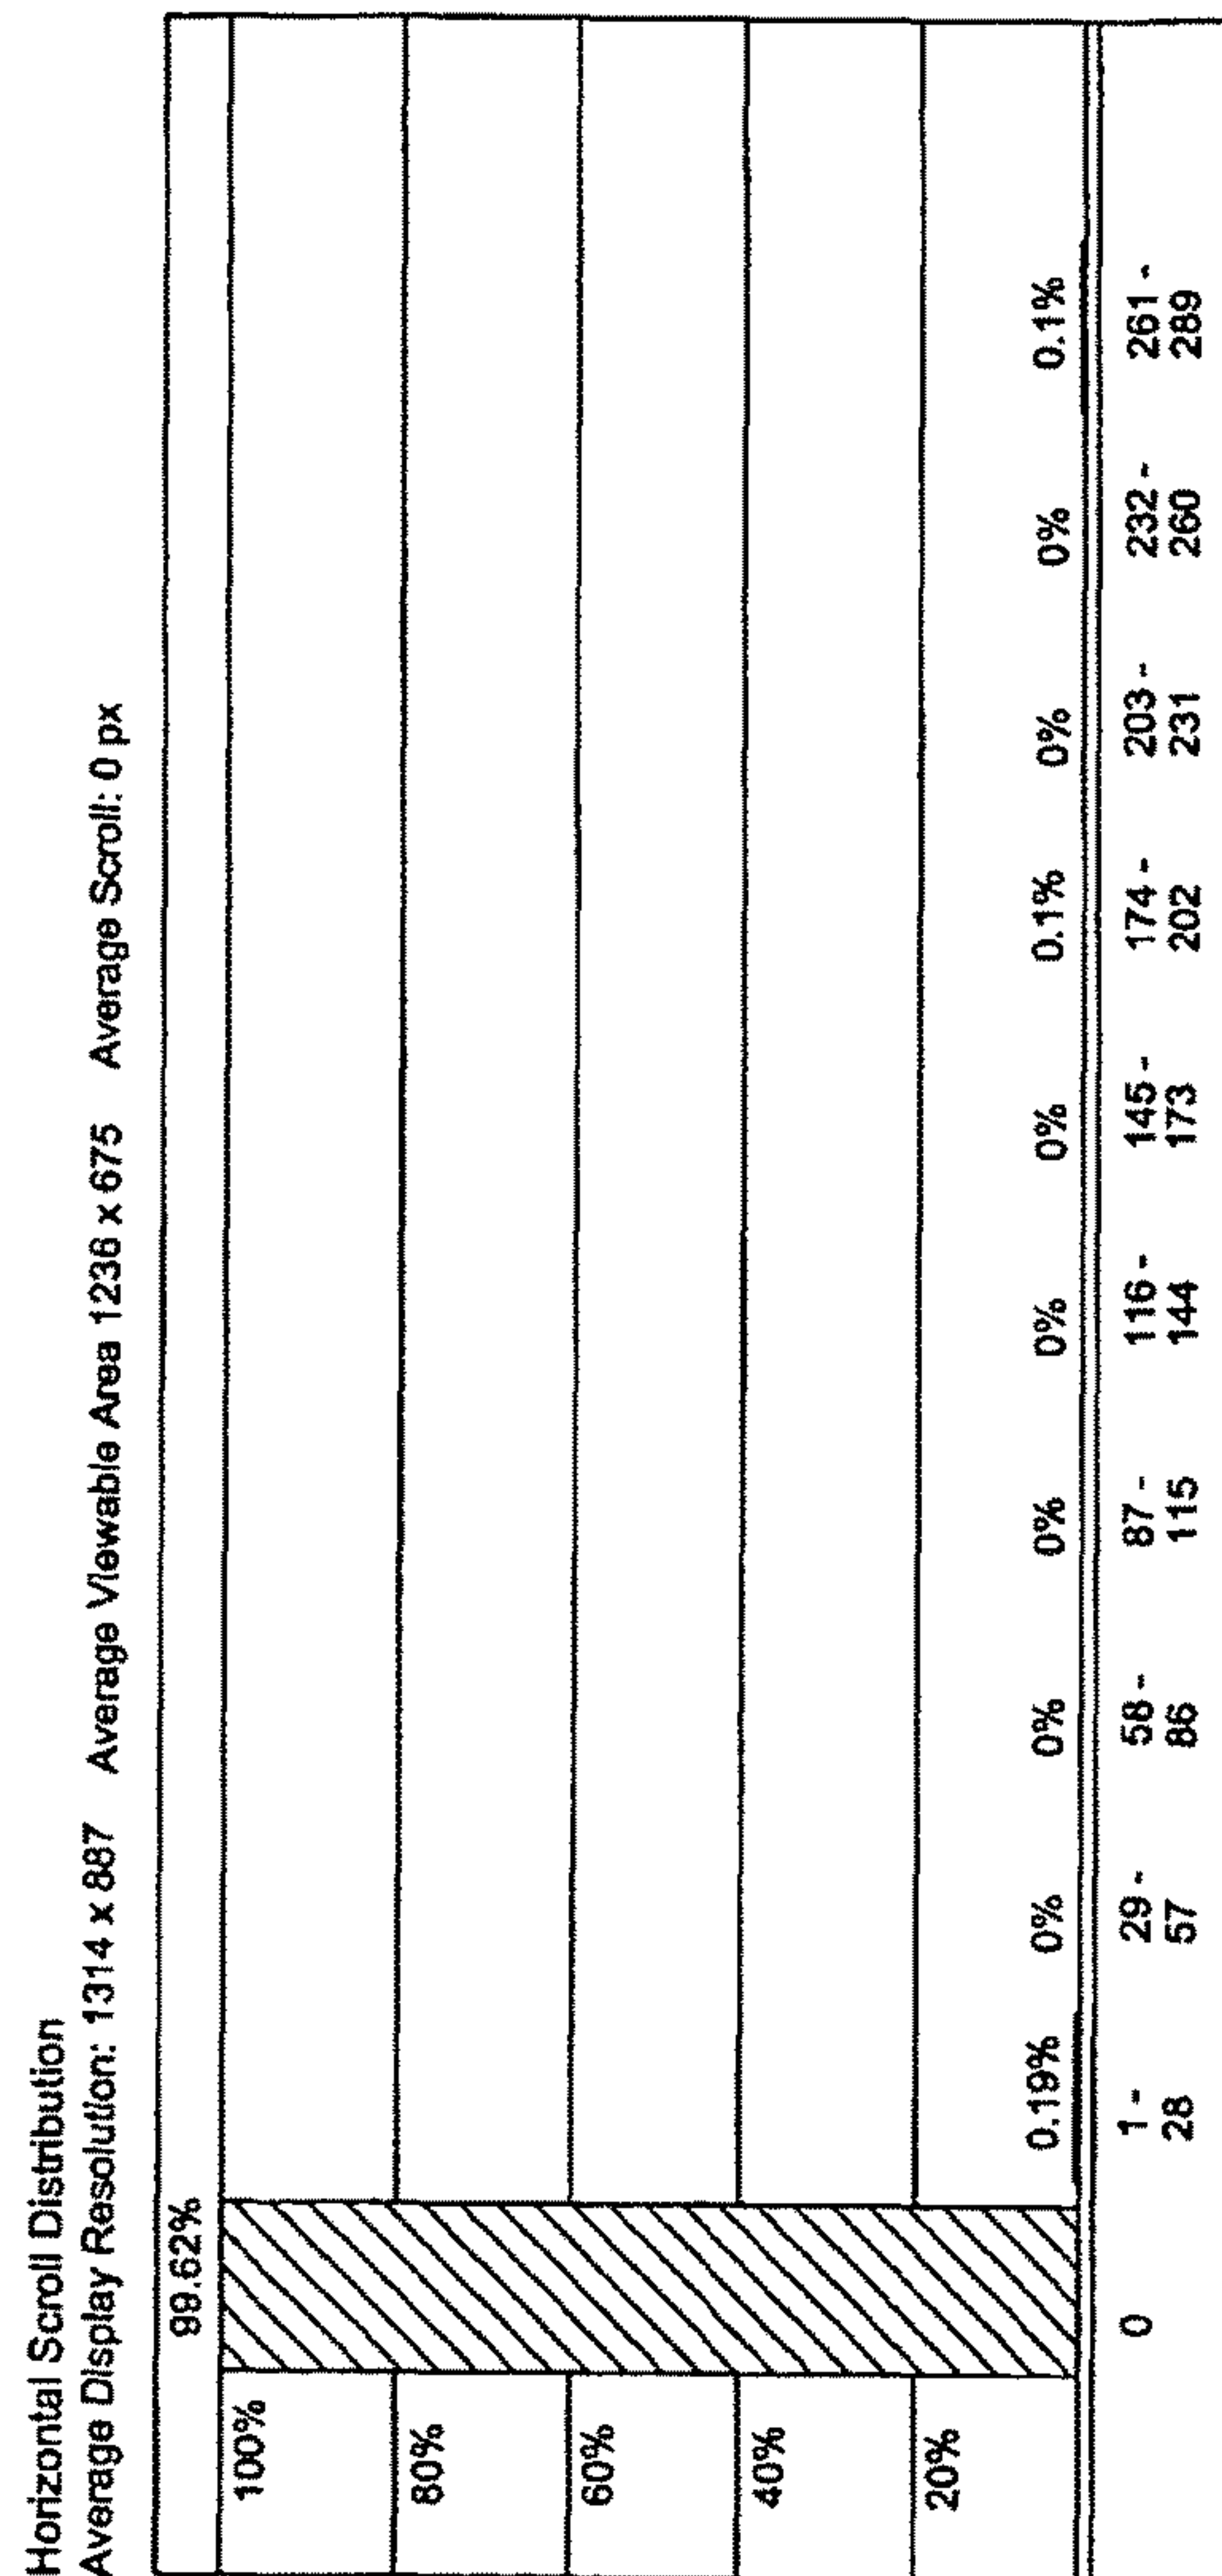 Horizontal Scroll Distribution
Average Display Resolution: 1314 x 887 Average Viewable Area 1236 x 675 Average Scroll: 0 px
99.62%
100%
80%
60%
40%
20%
0.19% 0% 0% 0% 0% 0% 0.1% 0% 0% 0.1%
0 1 - 29 - 58 - 87 - 116 - 145 - 174 - 203 - 232 - 261 -
28 57 86 115 144 173 202 231 260 289